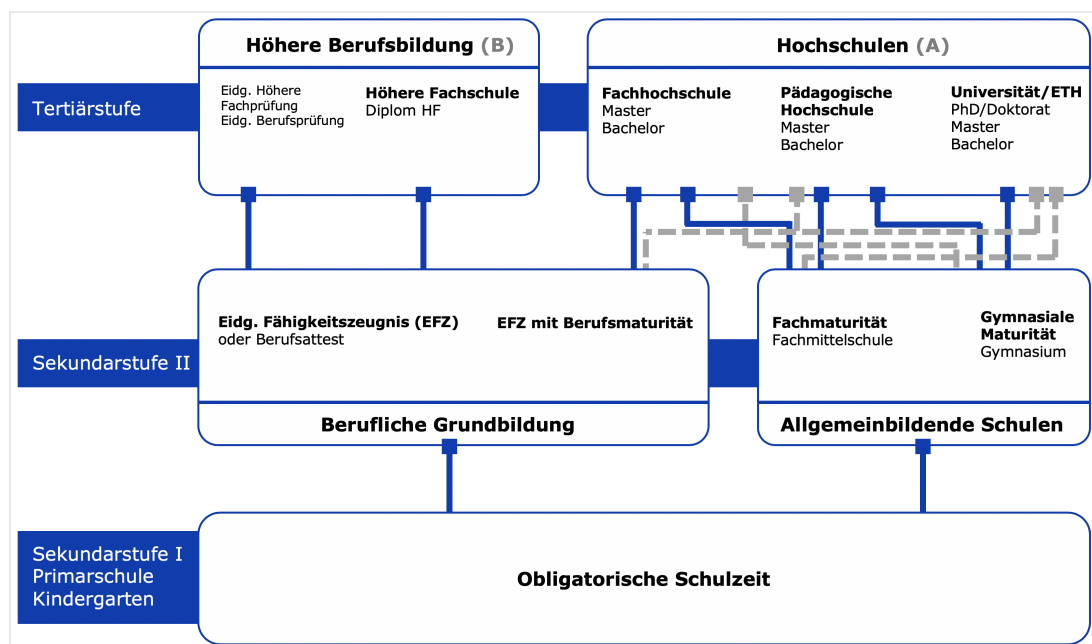 Höhere Berufsbildung (B)
Hochschulen (A)
Tertiärstufe
Eidg. Höhere
Fachprüfung
Eidg. Berufsprüfung
Höhere Fachschule
Diplom HF
Fachhochschule
Master
Bachelor
Pädagogische
Hochschule
Master
Bachelor
Universität/ETH
PhD/Doktorat
Master
Bachelor
Sekundarstufe II
Eidg. Fähigkeitszeugnis (EFZ)
oder Berufsattest
EFZ mit Berufsmaturität
Fachmaturität
Fachmittelschule
Gymnasiale
Maturität
Gymnasium
Berufliche Grundbildung
Allgemeinbildende Schulen
Sekundarstufe I
Primarschule
Kindergarten
Obligatorische Schulzeit